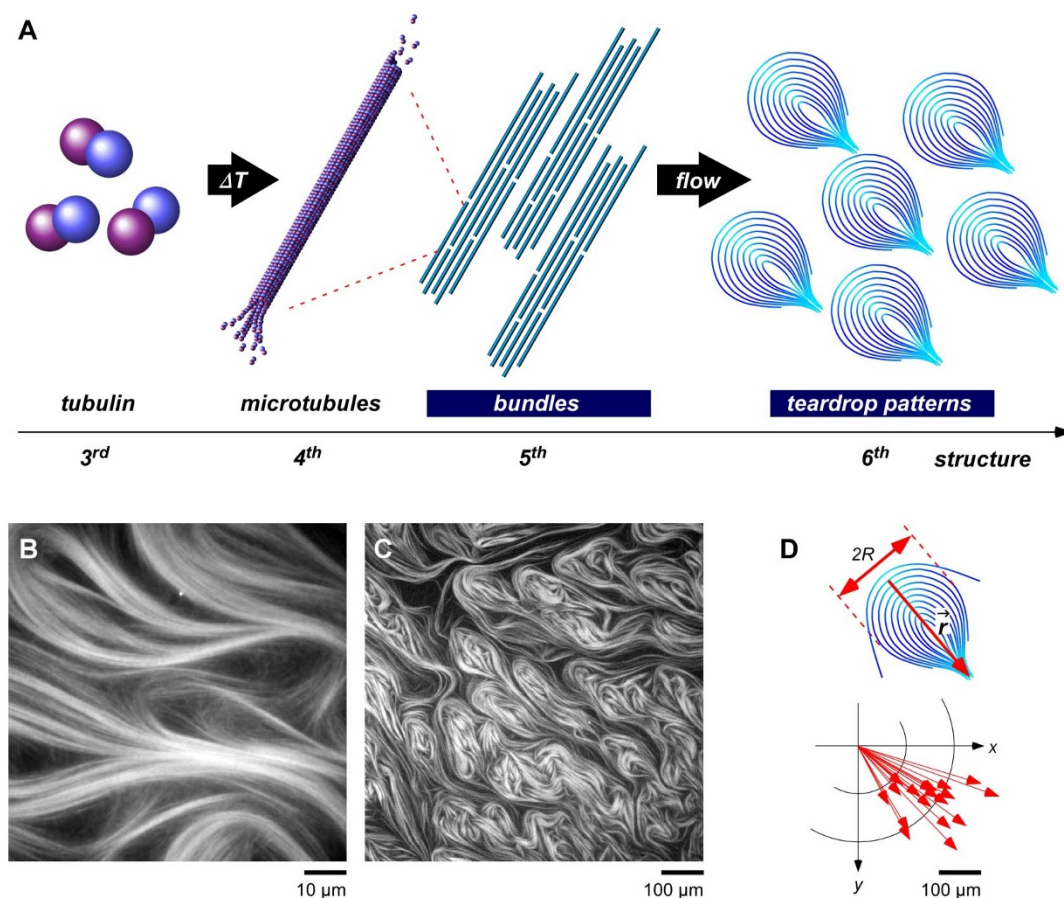 A
ΔT
flow
tubulin
microtubules
bundles
teardrop patterns
3rd
4th
5th
6th
structure
B
10 μm
C
100 μm
D
2R
r
x
y
100 μm